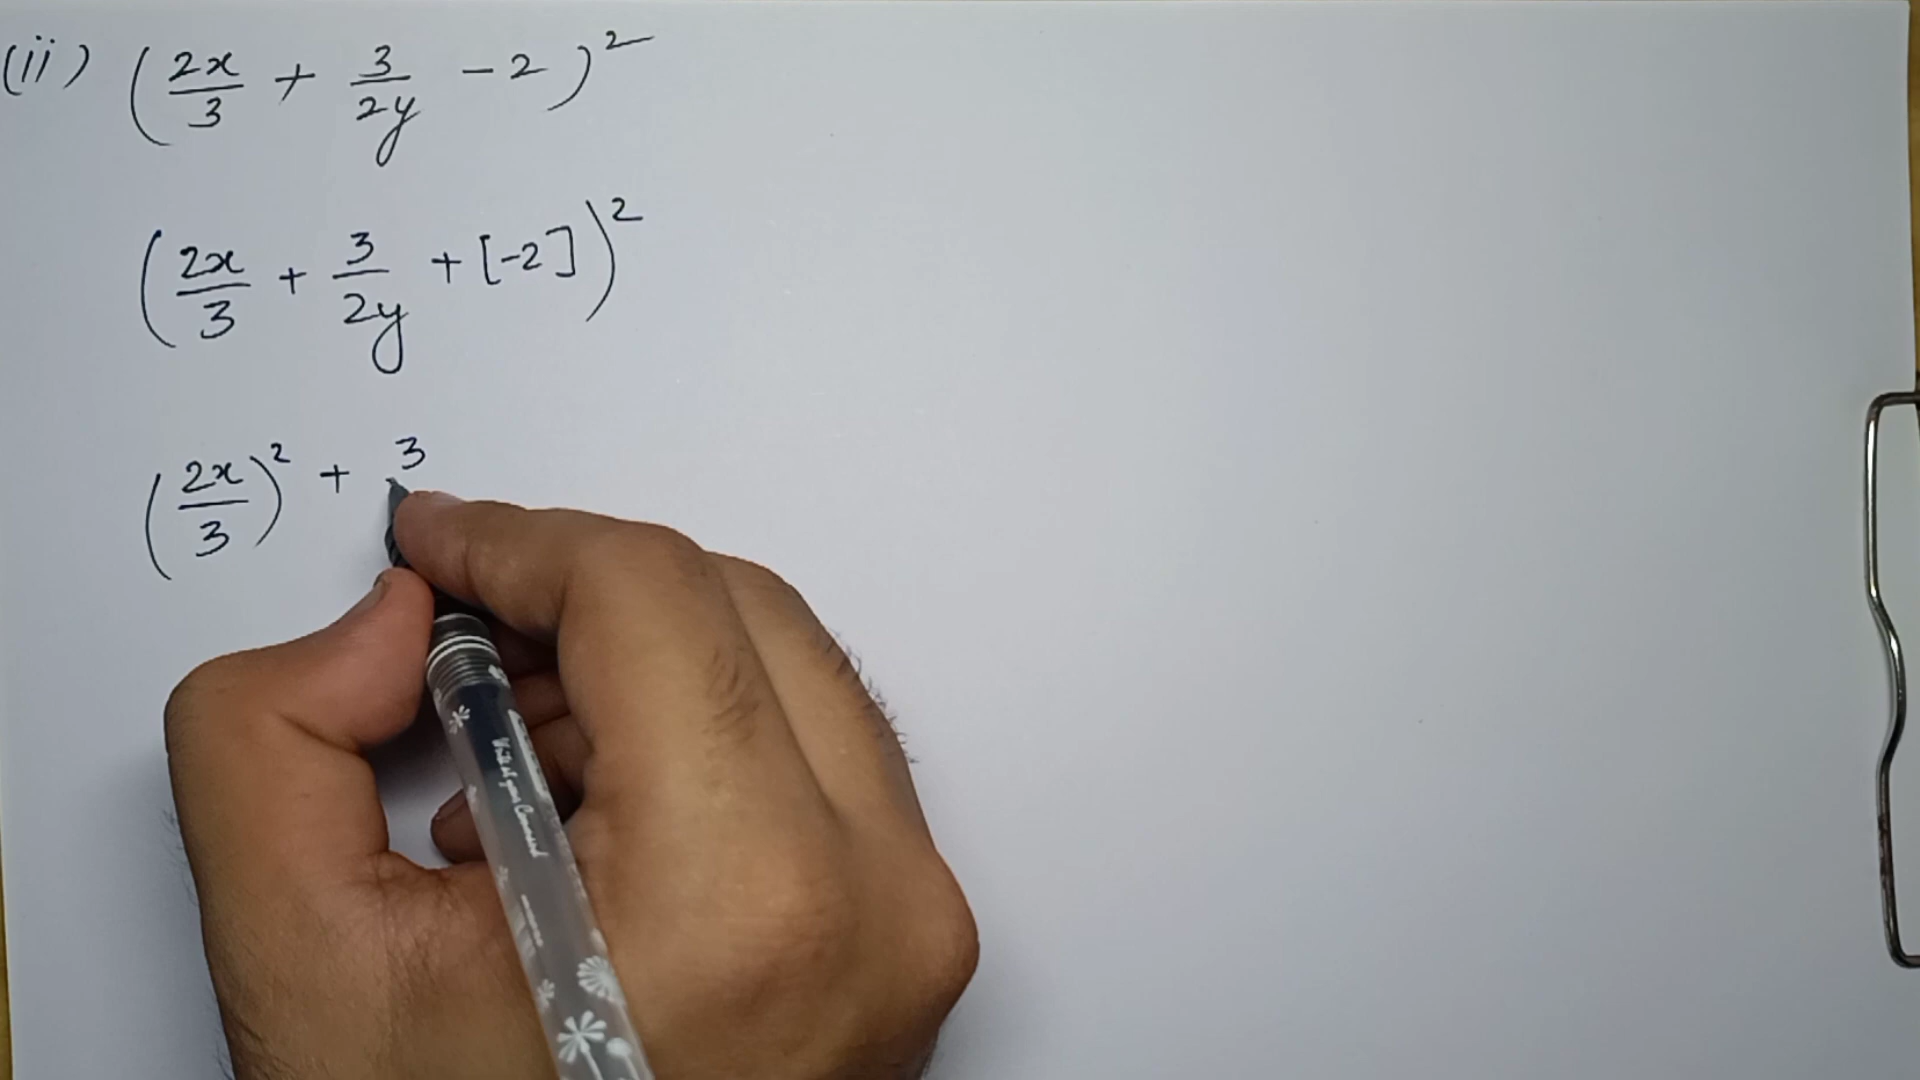 (ii) (2x/3 + 3/2y - 2)²
(2x/3 + 3/2y + [-2])²
(2x/3)² + 3